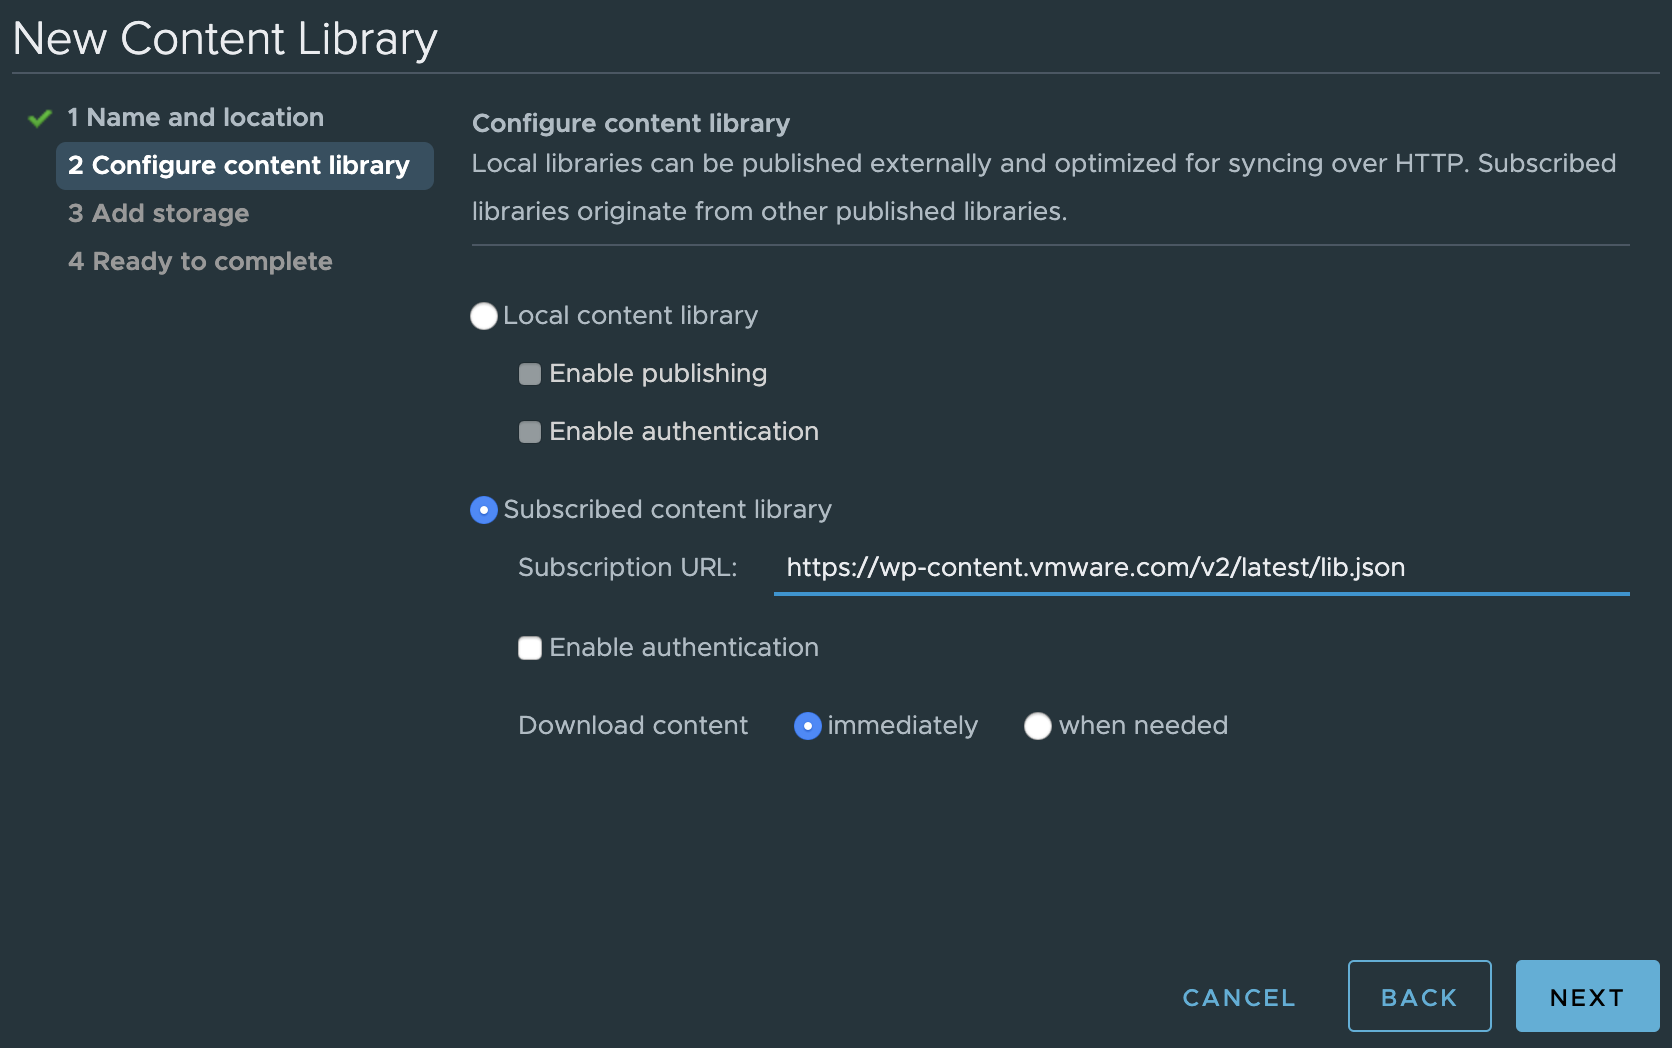 New Content Library
1 Name and location
2 Configure content library
3 Add storage
4 Ready to complete
Configure content library
Local libraries can be published externally and optimized for syncing over HTTP. Subscribed
libraries originate from other published libraries.
Local content library
Enable publishing
Enable authentication
Subscribed content library
Subscription URL: https://wp-content.vmware.com/v2/latest/lib.json
Enable authentication
Download content immediately when needed
CANCEL BACK NEXT